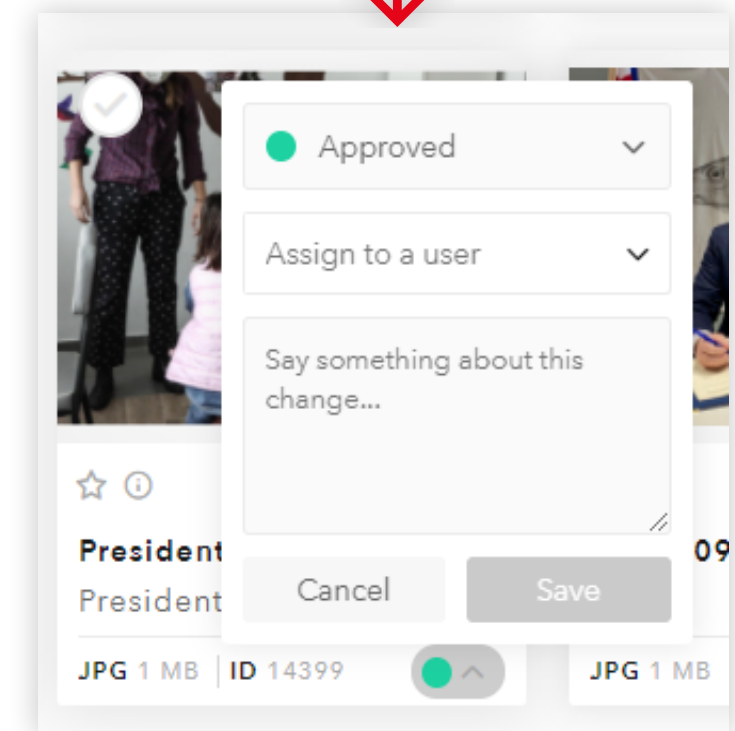 Approved
Assign to a user
Say something about this
change...
Cancel
Save
President
President
JPG 1 MB ID 14399
09
JPG 1 MB